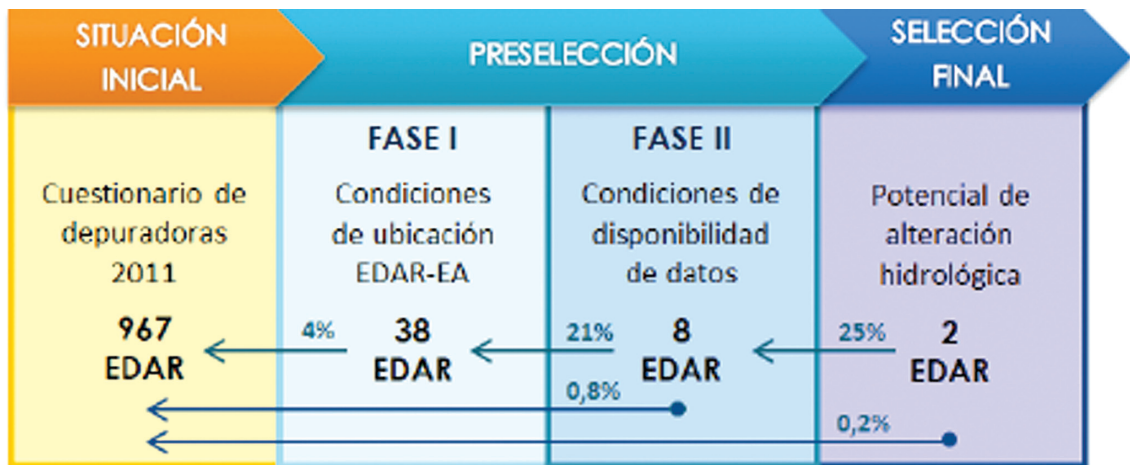 SITUACIÓN
INICIAL
PRESELECCIÓN
SELECCIÓN
FINAL
Cuestionario de
depuradoras
2011
967
EDAR
FASE I
Condiciones
de ubicación
EDAR-EA
4%
38
EDAR
FASE II
Condiciones de
disponibilidad
de datos
21%
8
EDAR
0,8%
Potencial de
alteración
hidrológica
25%
2
EDAR
0,2%